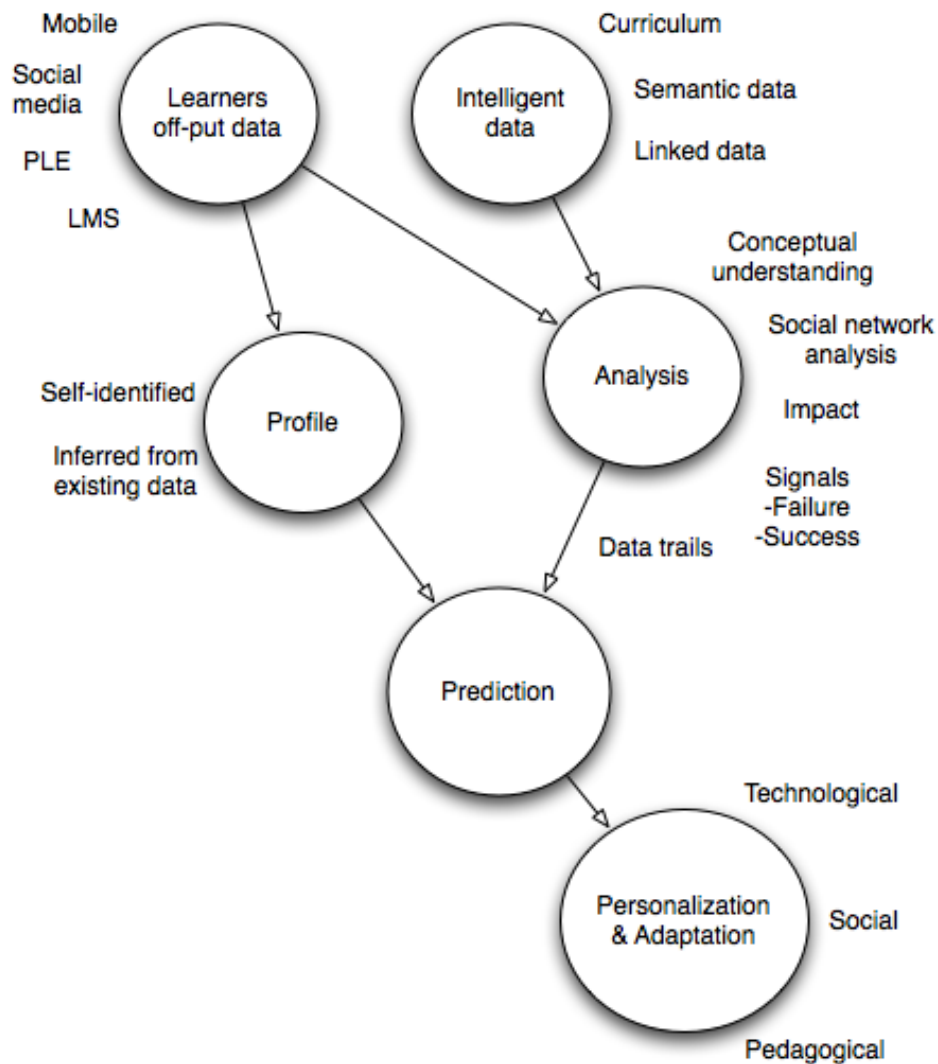 Mobile
Social
media
PLE
LMS
Learners
off-put data
Curriculum
Intelligent
data
Semantic data
Linked data
Conceptual
understanding
Social network
analysis
Analysis
Impact
Signals
-Failure
-Success
Self-identified
Inferred from
existing data
Profile
Data trails
Prediction
Technological
Personalization
& Adaptation
Social
Pedagogical